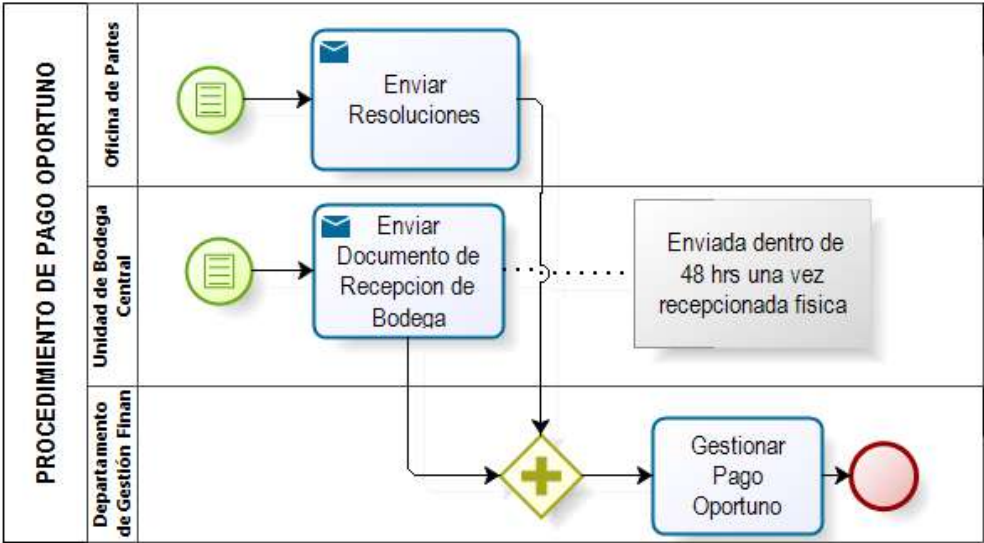 PROCEDIMIENTO DE PAGO OPORTUNO
Oficina de Partes
Enviar
Resoluciones
Unidad de Bodega
Central
Enviar
Documento de
Recepcion de
Bodega
Enviada dentro de
48 hrs una vez
recepcionada fisica
Departamento
de Gestión Finan
Gestionar
Pago
Oportuno